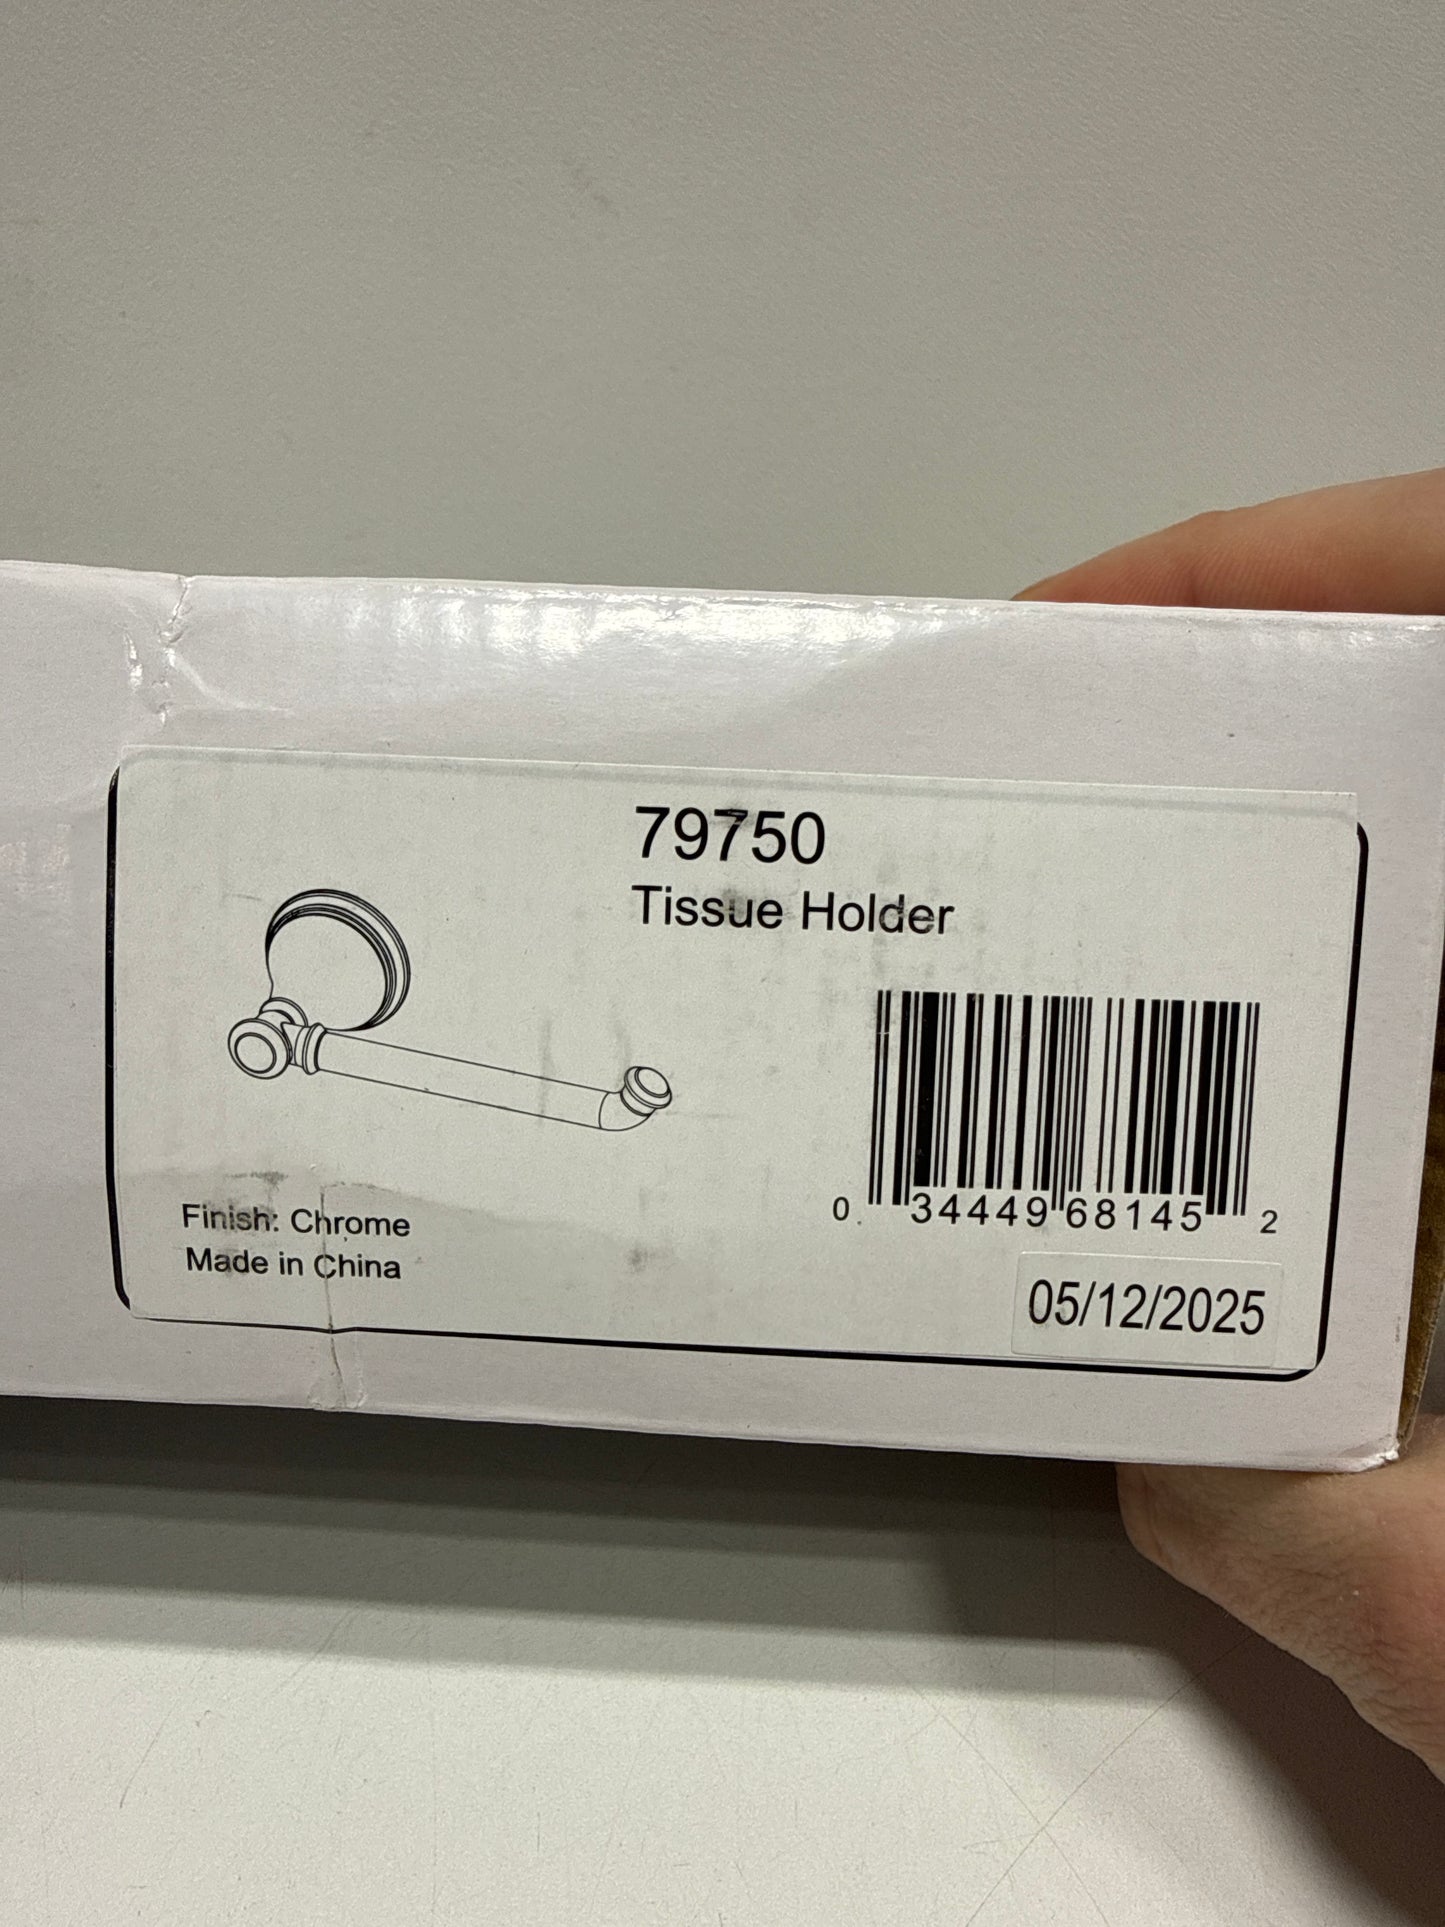 79750
Tissue Holder
Finish: Chrome
Made in China
0 34449 68145 2
05/12/2025